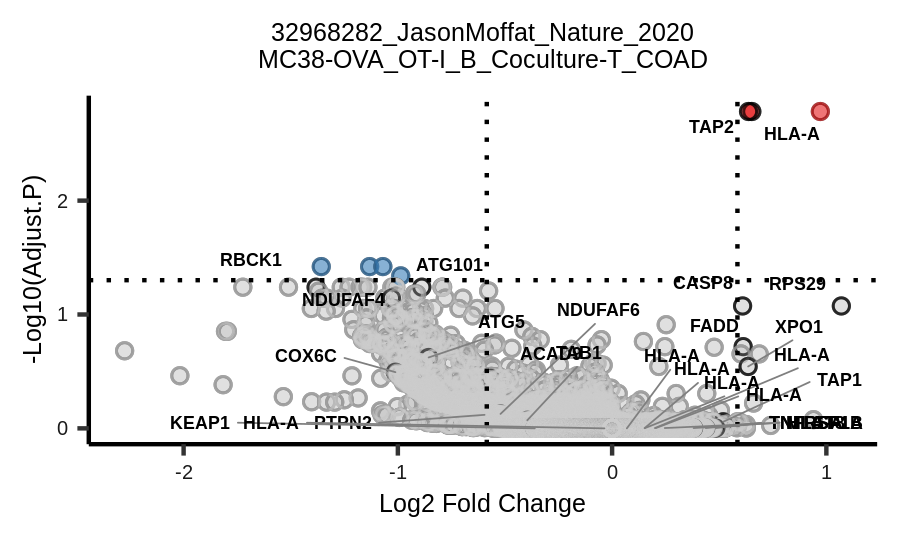 32968282_JasonMoffat_Nature_2020
MC38-OVA_OT-I_B_Coculture-T_COAD
-Log10(Adjust.P)
2
1
0
TAP2
HLA-A
RBCK1
ATG101
CASP8
RPS29
NDUFAF4
NDUFAF6
ATG5
FADD
XPO1
COX6C
TAB1
HLA-A
HLA-A
HLA-A
HLA-A
TAP1
HLA-A
KEAP1
HLA-A
PTPN2
-2
-1
0
1
Log2 Fold Change